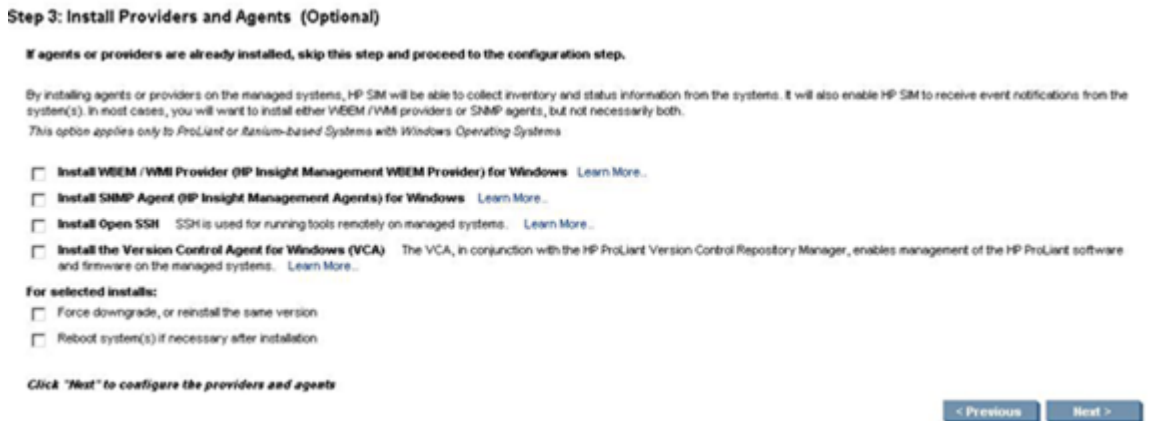 Step 3: Install Providers and Agents (Optional)
If agents or providers are already installed, skip this step and proceed to the configuration step.
By installing agents or providers on the managed systems, HP SIM will be able to collect inventory and status information from the systems. It will also enable HP SIM to receive event notifications from the
system(s). In most cases, you will want to install either WBEM / WMI providers or SNMP agents, but not necessarily both.
This option applies only to ProLiant or Itanium-based Systems with Windows Operating Systems
Install WBEM / WMI Provider (HP Insight Management WBEM Provider) for Windows Learn More..
Install SNMP Agent (HP Insight Management Agents) for Windows Learn More..
Install Open SSH SSH is used for running tools remotely on managed systems. Learn More..
Install the Version Control Agent for Windows (VCA) The VCA, in conjunction with the HP ProLiant Version Control Repository Manager, enables management of the HP ProLiant software
and firmware on the managed systems. Learn More..
For selected installs:
Force downgrade, or reinstall the same version
Reboot system(s) if necessary after installation
Click "Next" to configure the providers and agents
< Previous Next >